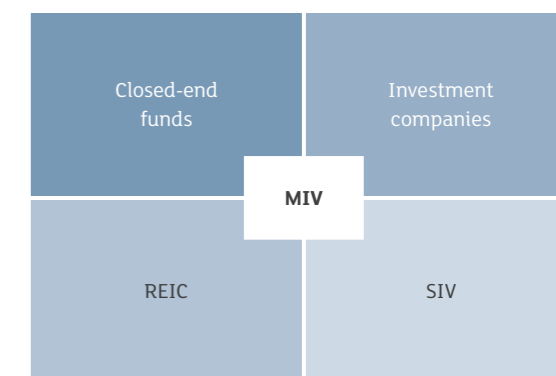 Closed-end
funds
Investment
companies
MIV
REIC
SIV